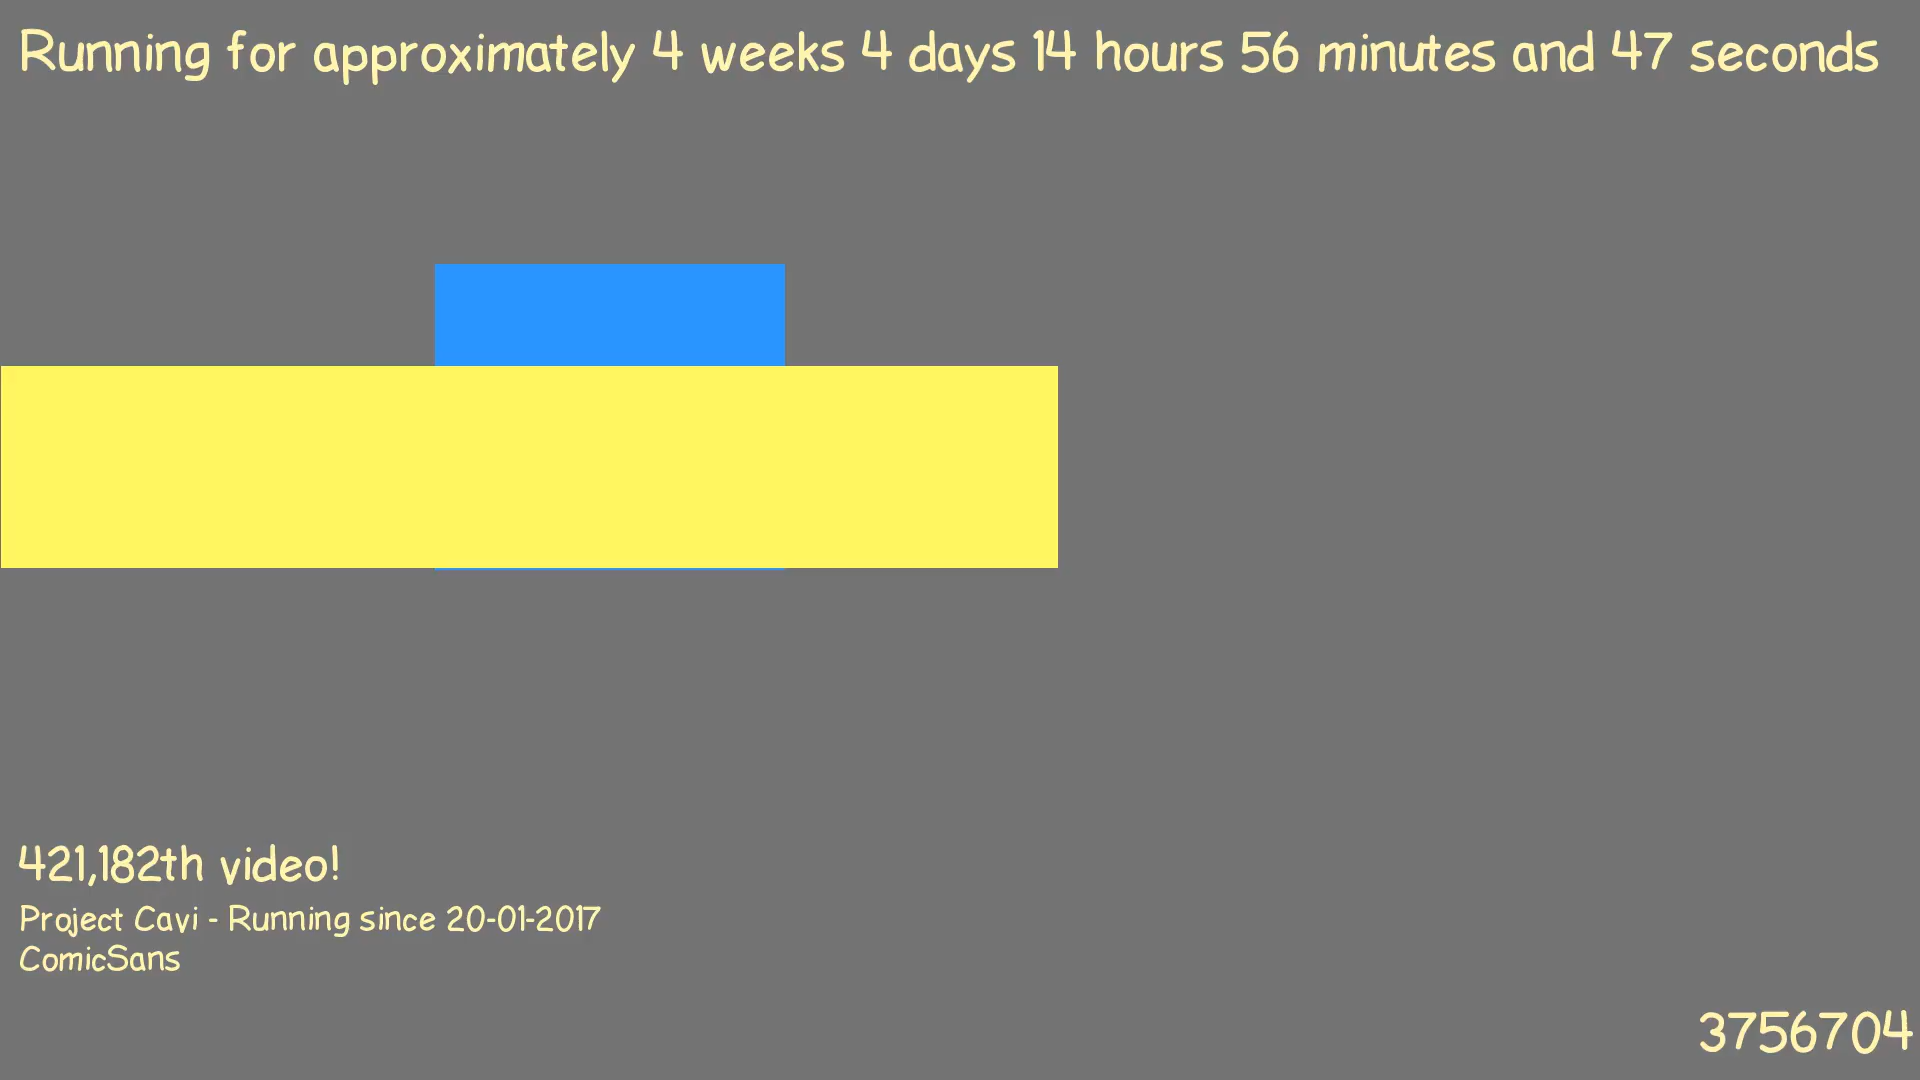 Running for approximately 4 weeks 4 days 14 hours 56 minutes and 47 seconds
421,182th video!
Project Cavi - Running since 20-01-2017
ComicSans
3756704